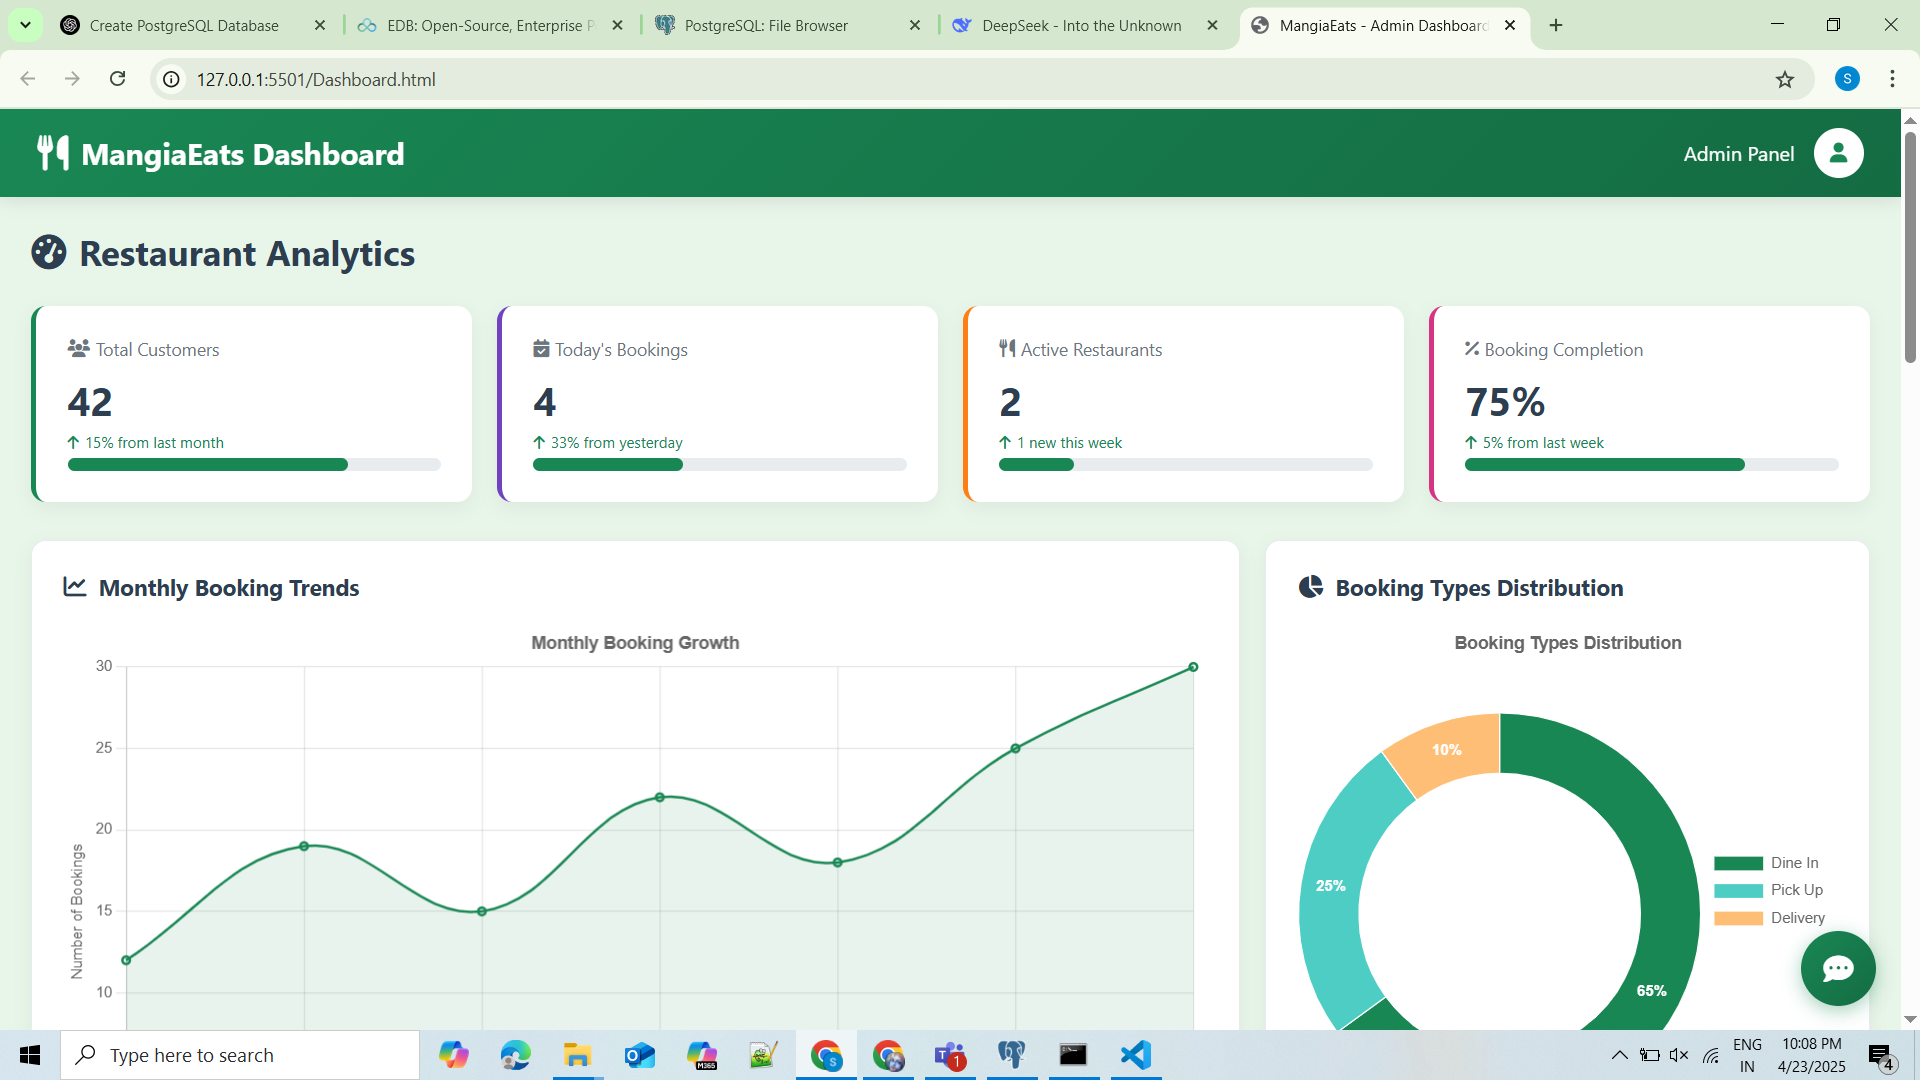 Create PostgreSQL Database
EDB: Open-Source, Enterprise P
PostgreSQL: File Browser
DeepSeek - Into the Unknown
MangiaEats - Admin Dashboard
127.0.0.1:5501/Dashboard.html
S
MangiaEats Dashboard
Admin Panel
Restaurant Analytics
Total Customers
42
15% from last month
Today's Bookings
4
33% from yesterday
Active Restaurants
2
1 new this week
Booking Completion
75%
5% from last week
Monthly Booking Trends
Monthly Booking Growth
30
25
20
15
10
Number of Bookings
Booking Types Distribution
Booking Types Distribution
10%
25%
65%
Dine In
Pick Up
Delivery
Type here to search
M365
S
1
ENG
IN
10:08 PM
4/23/2025
4